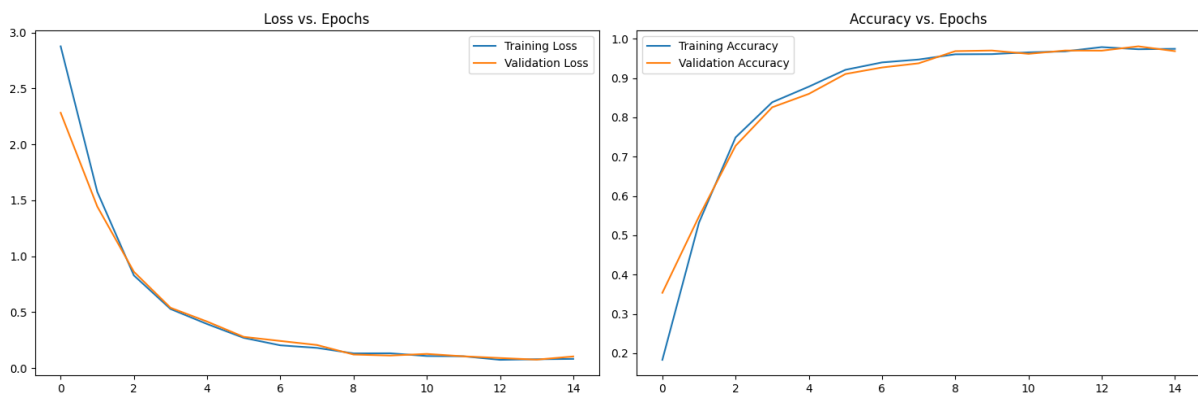 Loss vs. Epochs
3.0
2.5
2.0
1.5
1.0
0.5
0.0
0 2 4 6 8 10 12 14
Training Loss
Validation Loss
Accuracy vs. Epochs
1.0
0.9
0.8
0.7
0.6
0.5
0.4
0.3
0.2
0 2 4 6 8 10 12 14
Training Accuracy
Validation Accuracy